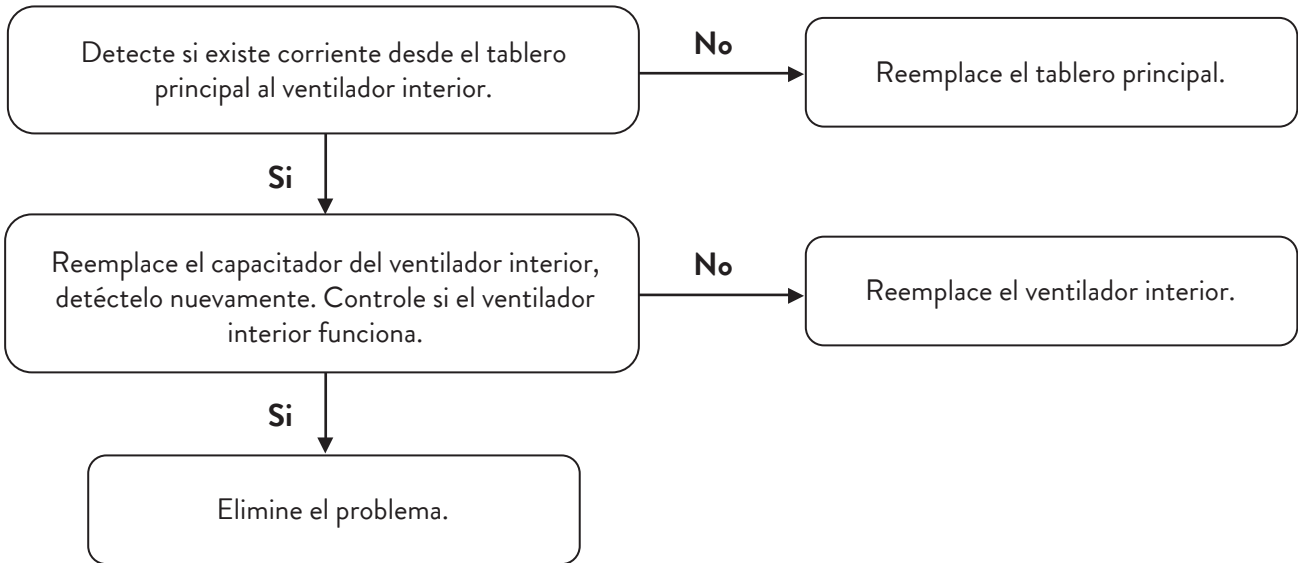 Detecte si existe corriente desde el tablero
principal al ventilador interior.
No
Reemplace el tablero principal.
Si
Reemplace el capacitador del ventilador interior,
detéctelo nuevamente. Controle si el ventilador
interior funciona.
No
Reemplace el ventilador interior.
Si
Elimine el problema.